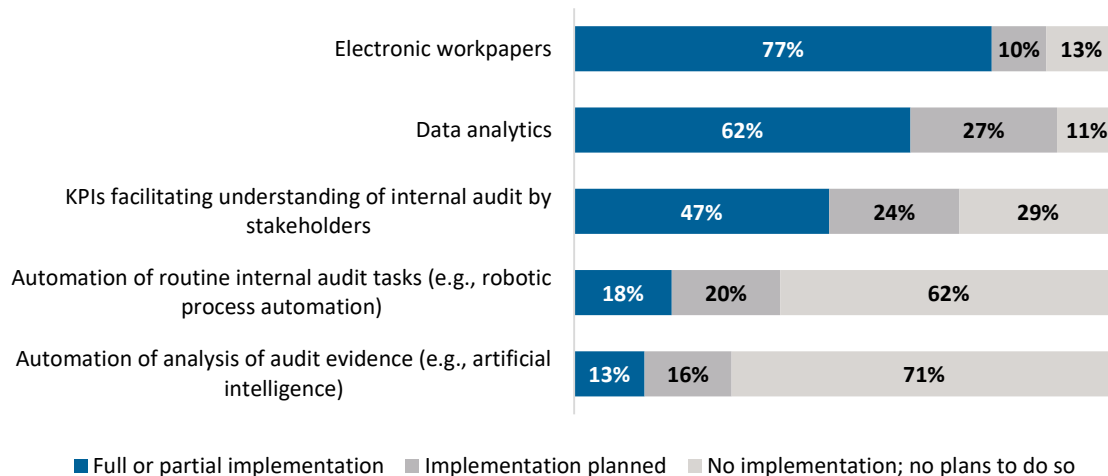 Electronic workpapers
77% 10% 13%
Data analytics
62% 27% 11%
KPIs facilitating understanding of internal audit by
stakeholders
47% 24% 29%
Automation of routine internal audit tasks (e.g., robotic
process automation)
18% 20% 62%
Automation of analysis of audit evidence (e.g., artificial
intelligence)
13% 16% 71%
Full or partial implementation Implementation planned No implementation; no plans to do so